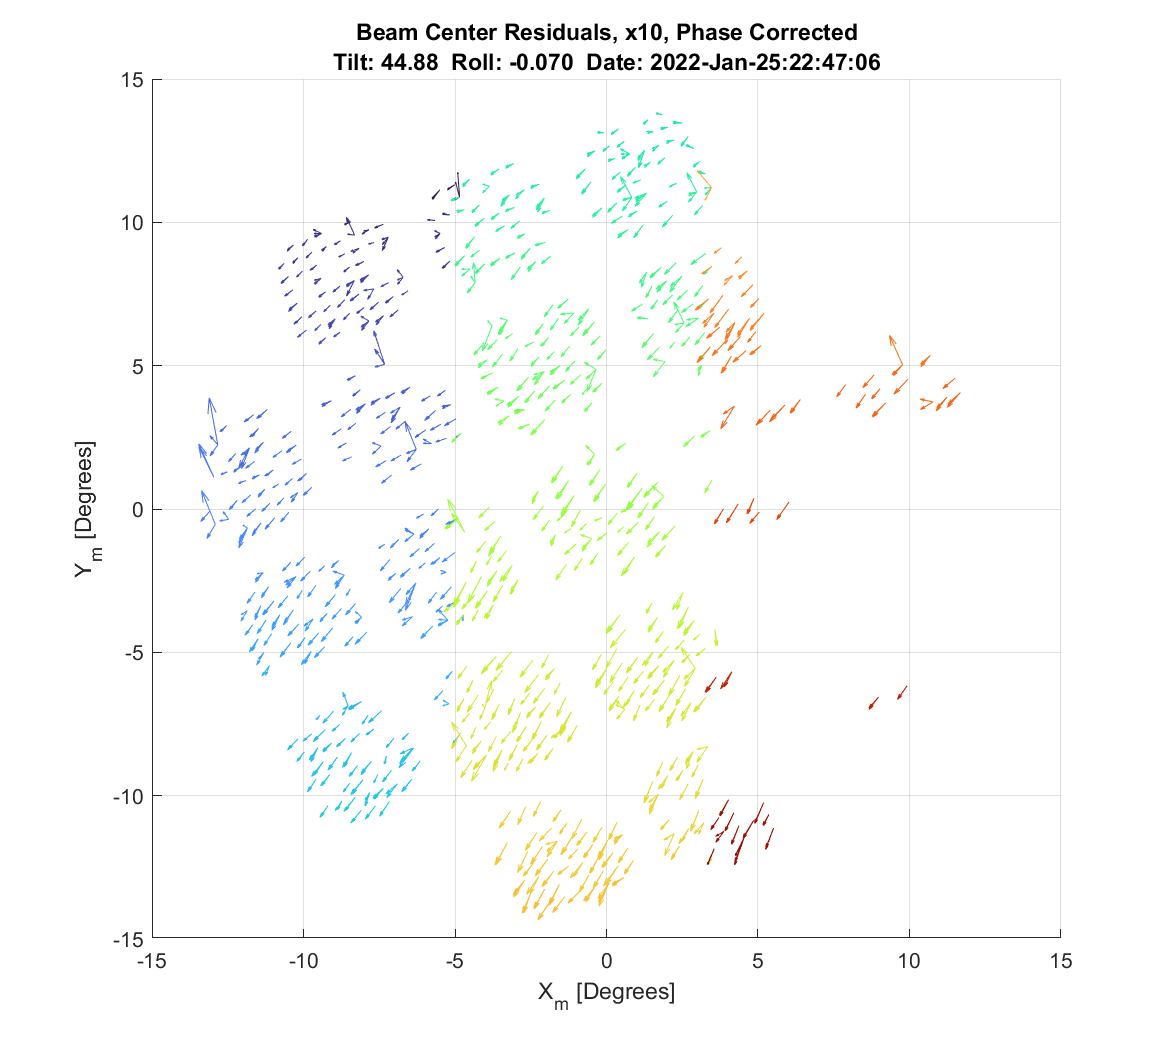 Beam Center Residuals, x10, Phase Corrected
Tilt: 44.88 Roll: -0.070 Date: 2022-Jan-25:22:47:06
15
10
5
0
-5
-10
-15
Y_m [Degrees]
-15 -10 -5 0 5 10 15
X_m [Degrees]